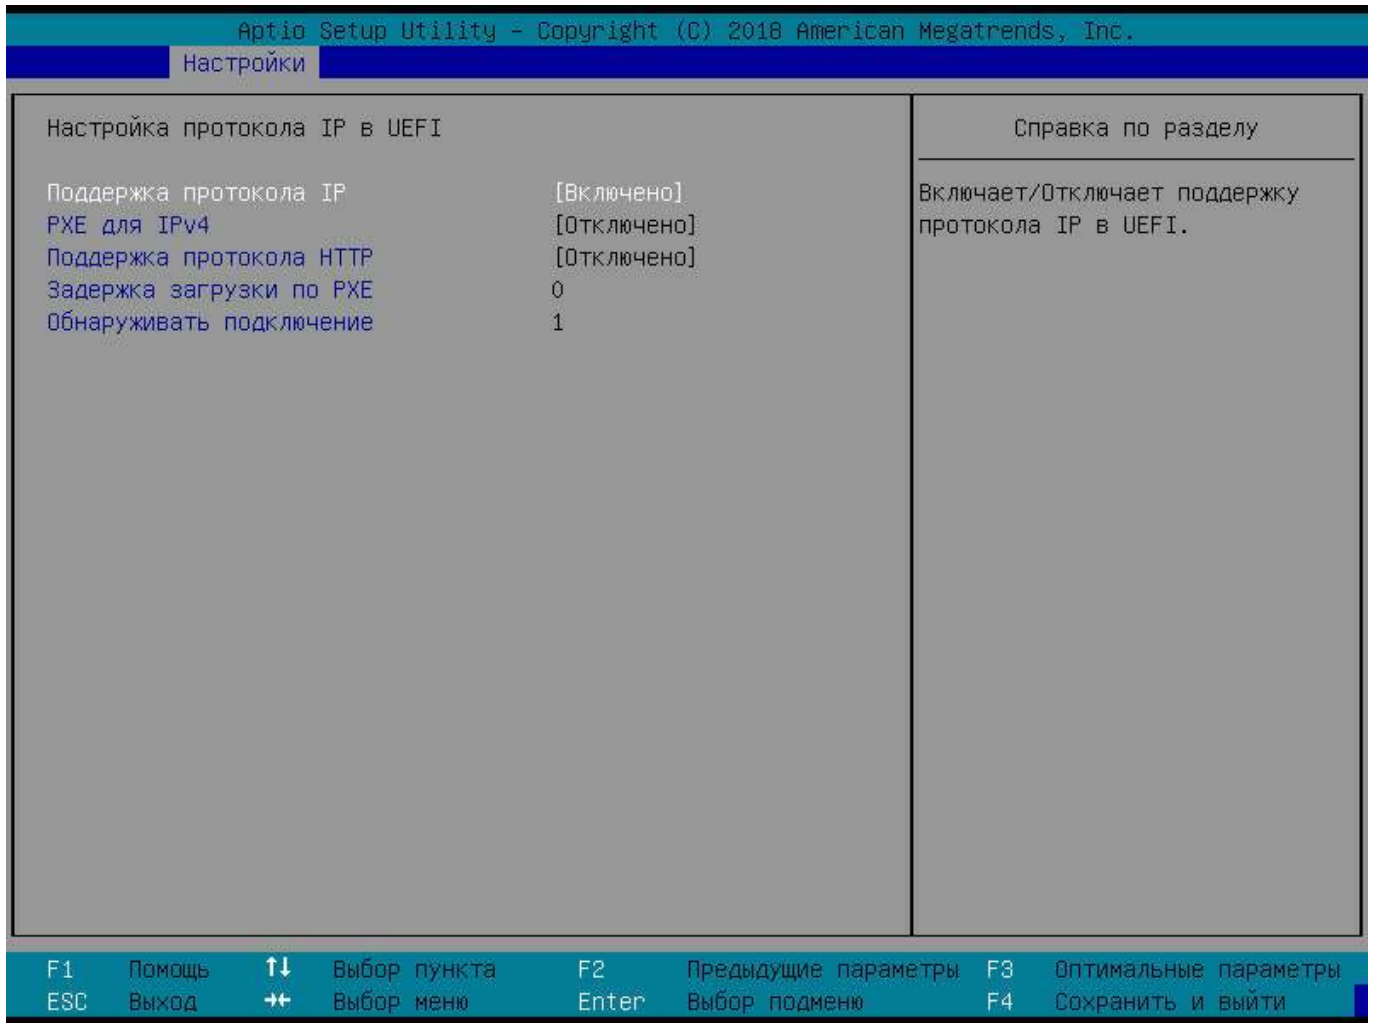 Aptio Setup Utility – Copyright (C) 2018 American Megatrends, Inc.
Настройки
Настройка протокола IP в UEFI
Поддержка протокола IP [Включено]
PXE для IPv4 [Отключено]
Поддержка протокола HTTP [Отключено]
Задержка загрузки по PXE 0
Обнаруживать подключение 1
Справка по разделу
Включает/Отключает поддержку
протокола IP в UEFI.
F1 Помощь ↑↓ Выбор пункта F2 Предыдущие параметры F3 Оптимальные параметры
ESC Выход →← Выбор меню Enter Выбор подменю F4 Сохранить и выйти